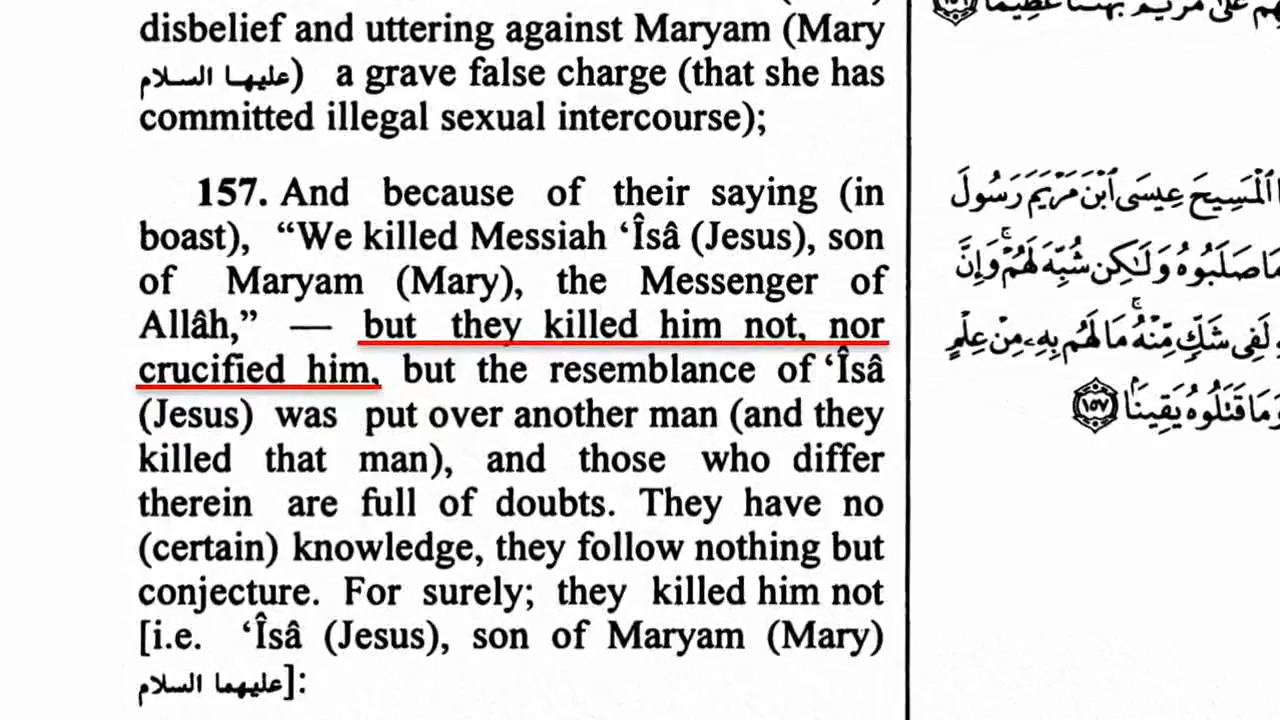 disbelief and uttering against Maryam (Mary
عليها السلام) a grave false charge (that she has
committed illegal sexual intercourse);
157. And because of their saying (in
boast), “We killed Messiah ‘Îsâ (Jesus), son
of Maryam (Mary), the Messenger of
Allâh,” — but they killed him not, nor
crucified him, but the resemblance of ‘Îsâ
(Jesus) was put over another man (and they
killed that man), and those who differ
therein are full of doubts. They have no
(certain) knowledge, they follow nothing but
conjecture. For surely; they killed him not
[i.e. ‘Îsâ (Jesus), son of Maryam (Mary)
عليهما السلام]:
عَلَىٰ مَرْيَمَ بُهْتَٰنًا عَظِيمًا ١٥٦
ٱلْمَسِيحَ عِيسَى ٱبْنَ مَرْيَمَ رَسُولَ
مَا صَلَبُوهُ وَلَٰكِن شُبِّهَ لَهُمْ ۚ وَإِنَّ
لَفِى شَكٍّ مِّنْهُ ۚ مَا لَهُم بِهِۦ مِنْ عِلْمٍ
وَمَا قَتَلُوهُ يَقِينًۢا ١٥٧